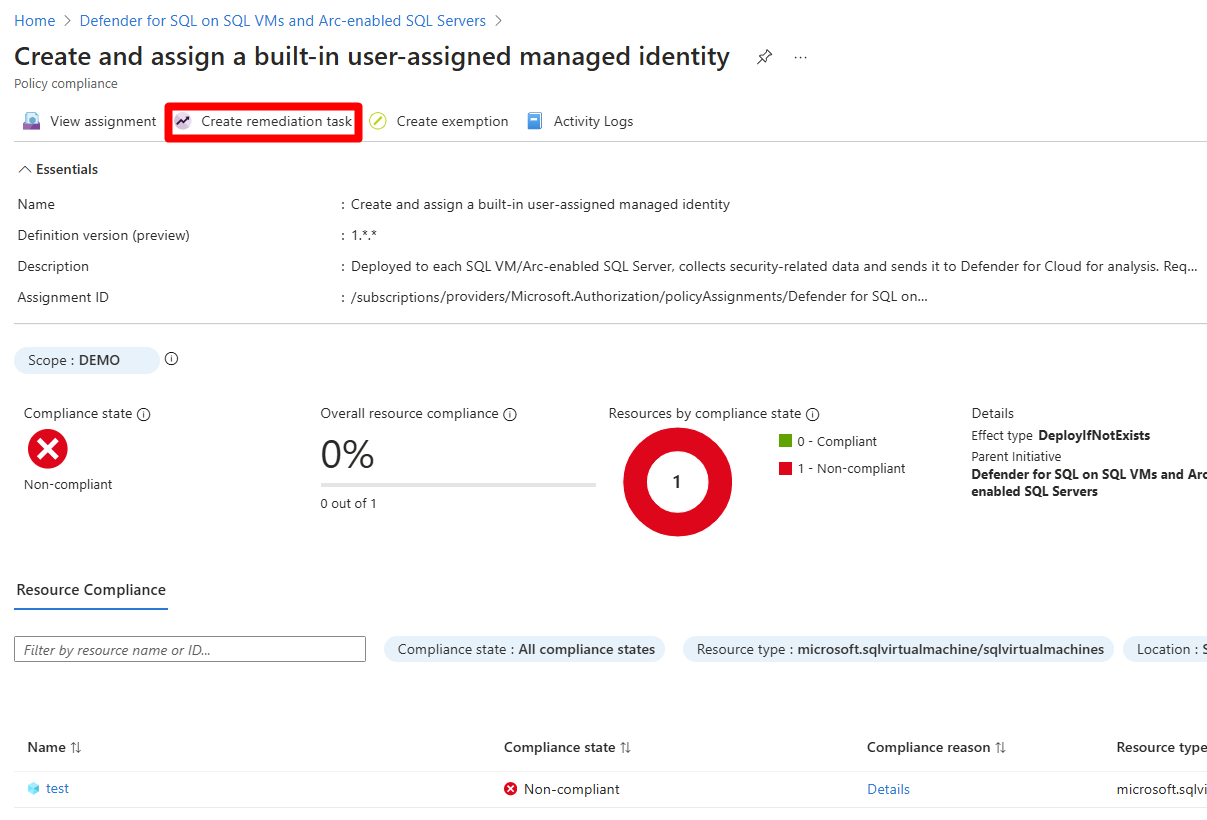 Home > Defender for SQL on SQL VMs and Arc-enabled SQL Servers >
Create and assign a built-in user-assigned managed identity ...
Policy compliance
View assignment Create remediation task Create exemption Activity Logs
Essentials
Name : Create and assign a built-in user-assigned managed identity
Definition version (preview) : 1.*.*
Description : Deployed to each SQL VM/Arc-enabled SQL Server, collects security-related data and sends it to Defender for Cloud for analysis. Req...
Assignment ID : /subscriptions/providers/Microsoft.Authorization/policyAssignments/Defender for SQL on...
Scope : DEMO
Compliance state
Non-compliant
Overall resource compliance
0%
0 out of 1
Resources by compliance state
1
0 - Compliant
1 - Non-compliant
Details
Effect type DeployIfNotExists
Parent Initiative
Defender for SQL on SQL VMs and Arc
enabled SQL Servers
Resource Compliance
Filter by resource name or ID...
Compliance state : All compliance states
Resource type : microsoft.sqlvirtualmachine/sqlvirtualmachines
Location : S
Name Compliance state Compliance reason Resource type
test Non-compliant Details microsoft.sqlvi